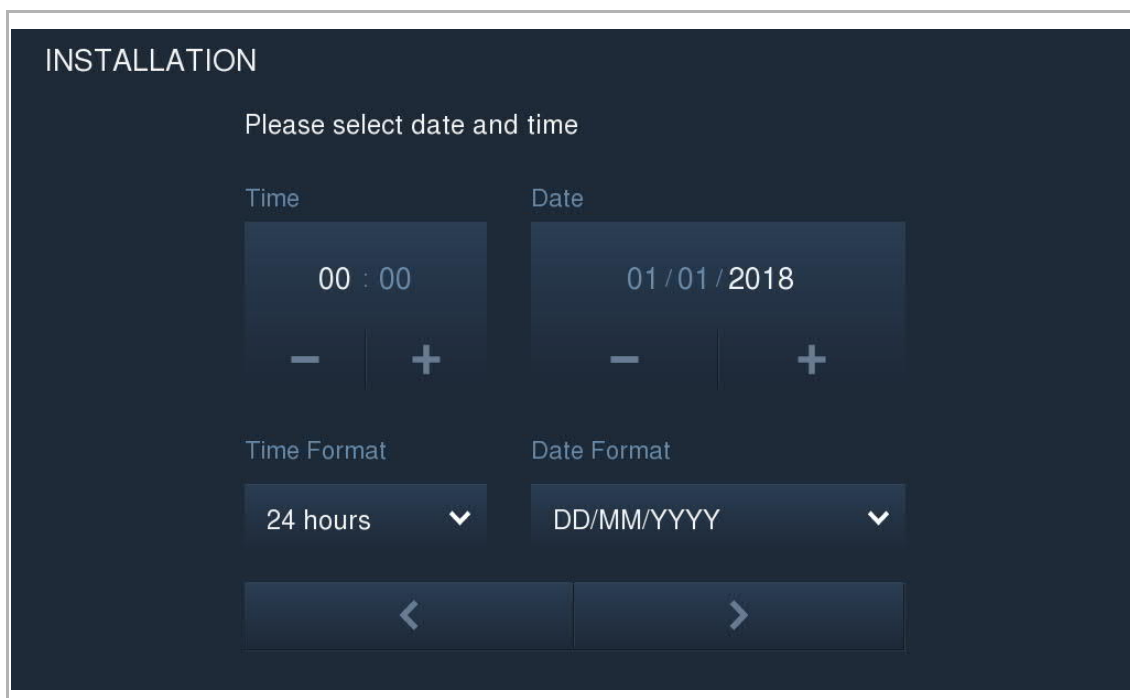 INSTALLATION
Please select date and time
Time Date
00 : 00 01 / 01 / 2018
− + − +
Time Format Date Format
24 hours DD/MM/YYYY